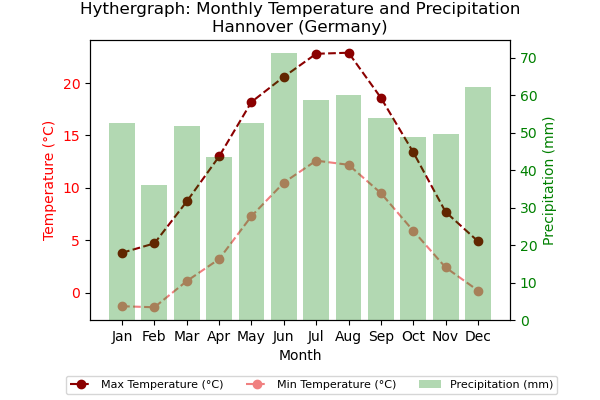 Hythergraph: Monthly Temperature and Precipitation
Hannover (Germany)
Temperature (°C)
20
15
10
5
0
70
60
50
40
30
20
10
0
Precipitation (mm)
Jan Feb Mar Apr May Jun Jul Aug Sep Oct Nov Dec
Month
Max Temperature (°C) Min Temperature (°C) Precipitation (mm)